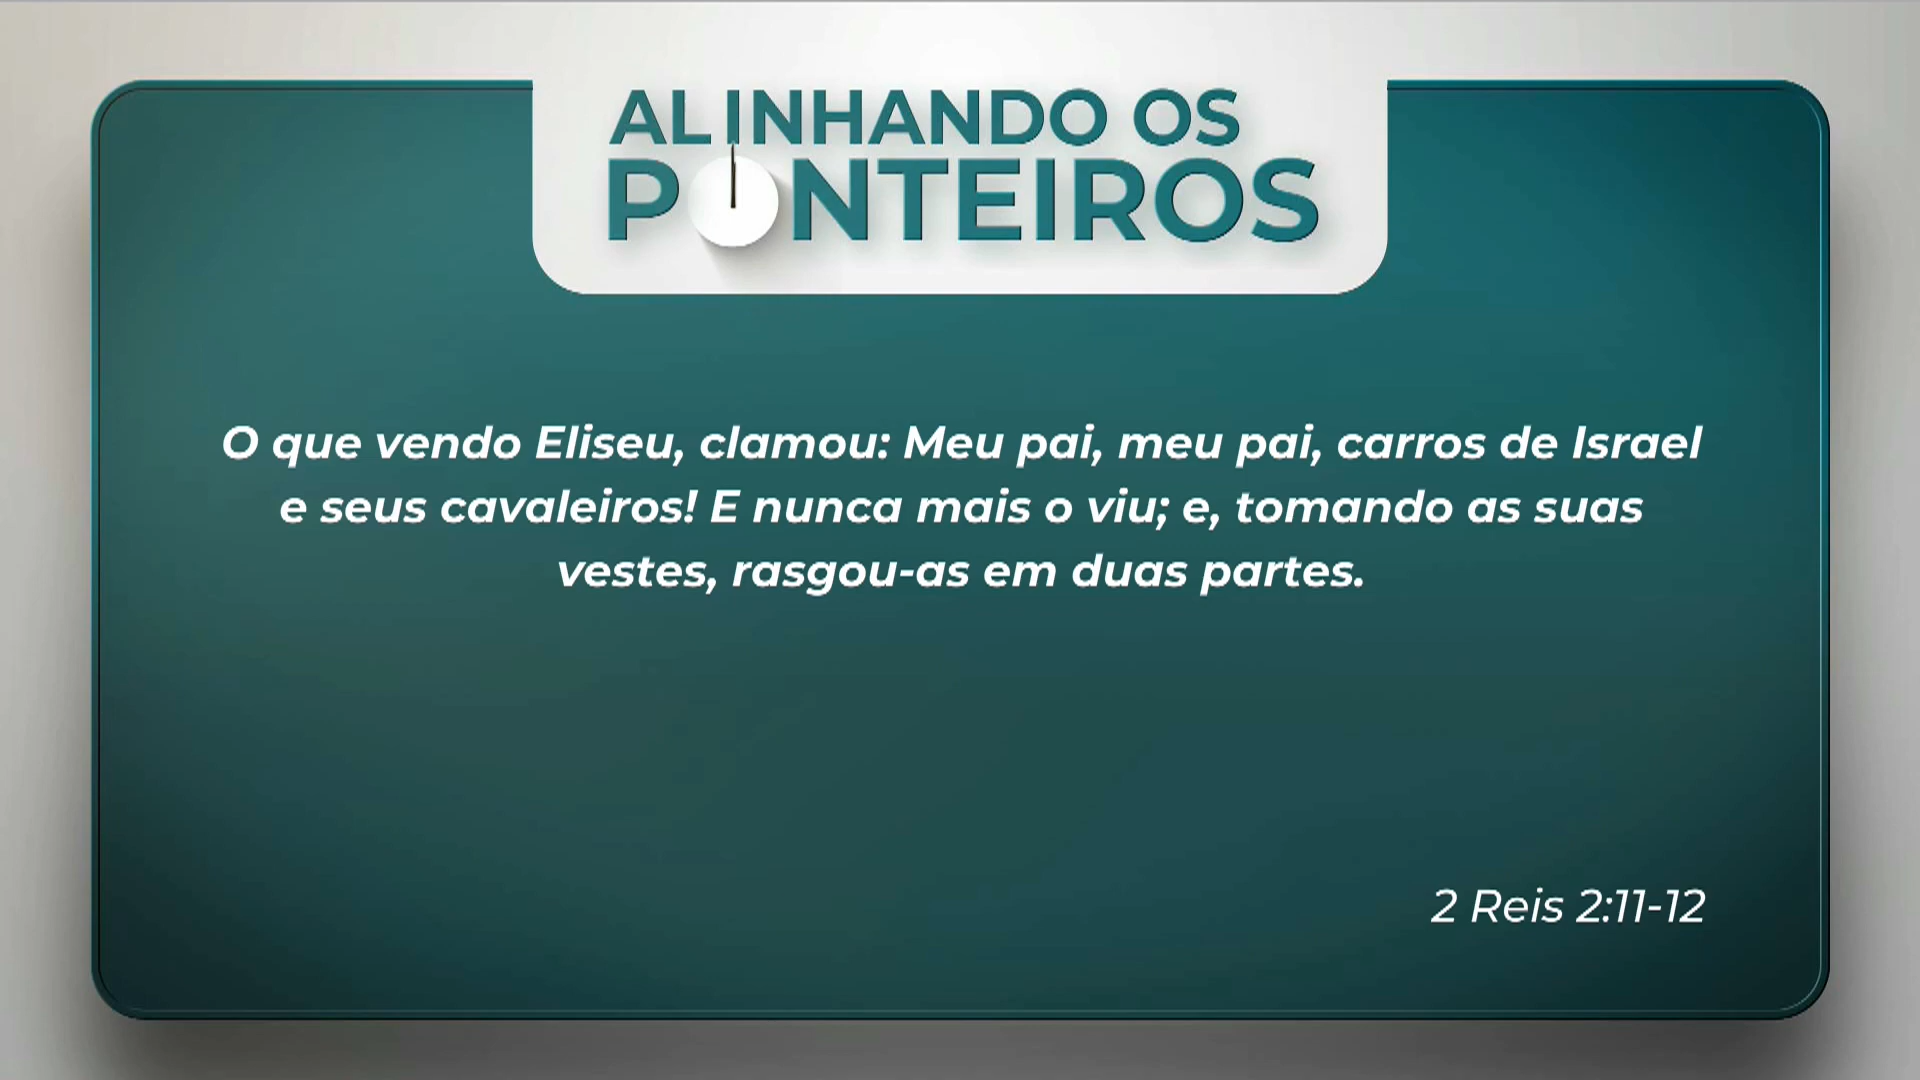 ALINHANDO OS
PONTEIROS
O que vendo Eliseu, clamou: Meu pai, meu pai, carros de Israel
e seus cavaleiros! E nunca mais o viu; e, tomando as suas
vestes, rasgou-as em duas partes.
2 Reis 2:11-12